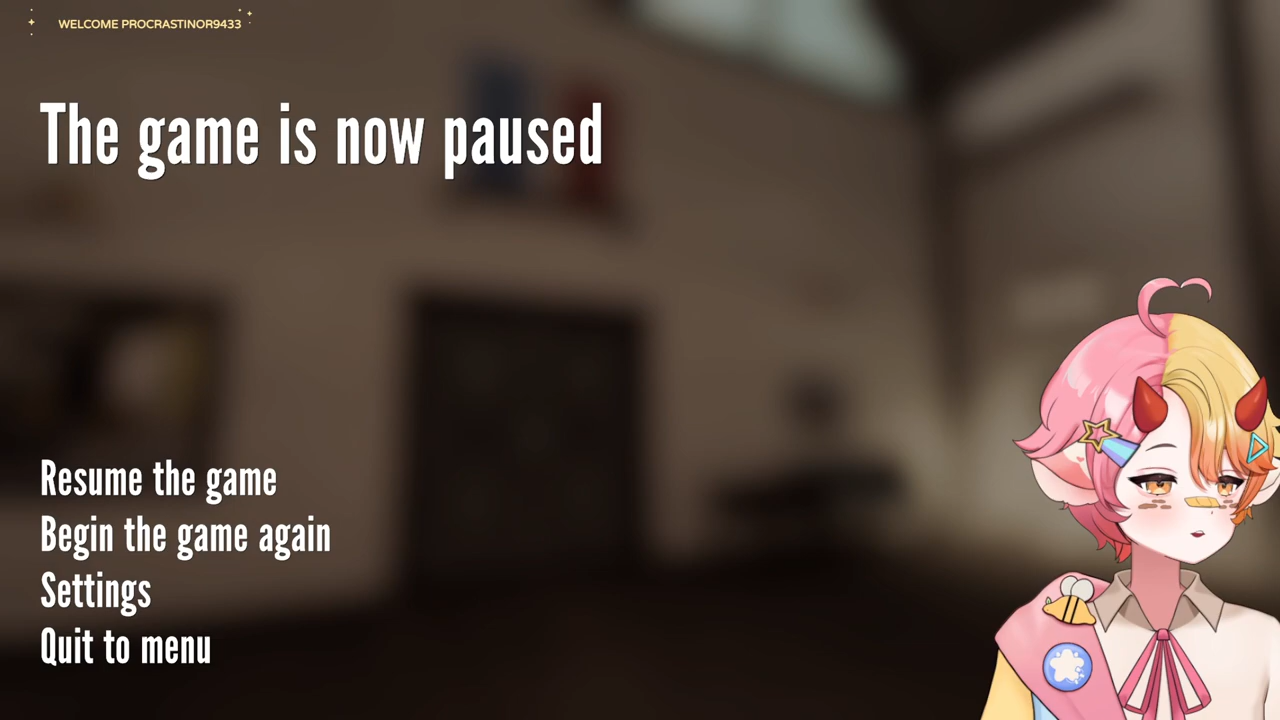 WELCOME PROCRASTINOR9433
The game is now paused
Resume the game
Begin the game again
Settings
Quit to menu